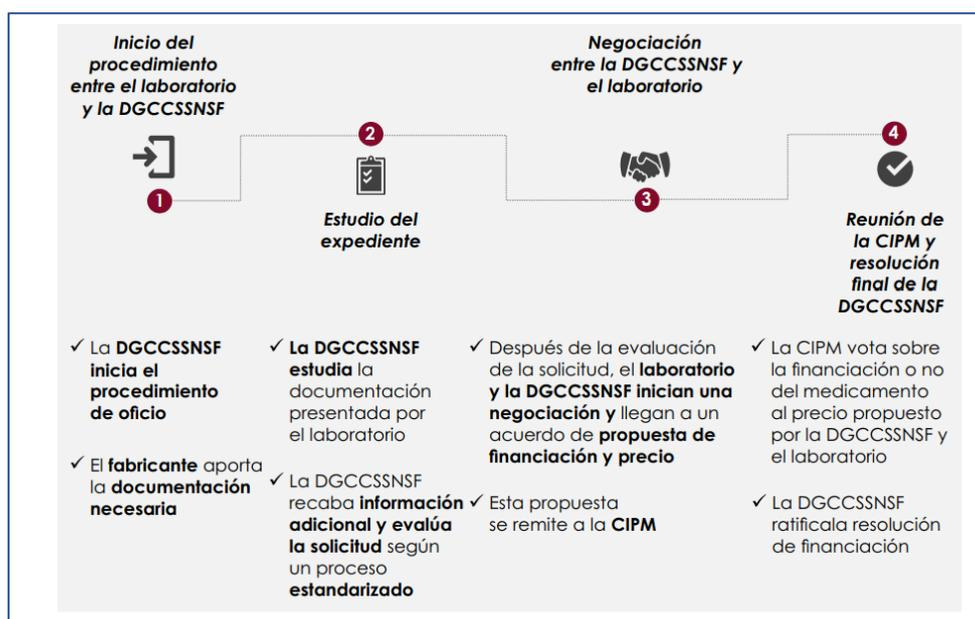 Inicio del
procedimiento
entre el laboratorio
y la DGCCSSNSF
1
2
Estudio del
expediente
Negociación
entre la DGCCSSNSF y
el laboratorio
3
4
Reunión de
la CIPM y
resolución
final de la
DGCCSSNSF
✓ La DGCCSSNSF
inicia el
procedimiento
de oficio
✓ El fabricante aporta
la documentación
necesaria
✓ La DGCCSSNSF
estudia la
documentación
presentada por
el laboratorio
✓ La DGCCSSNSF
recaba información
adicional y evalúa
la solicitud según
un proceso
estandarizado
✓ Después de la evaluación
de la solicitud, el laboratorio
y la DGCCSSNSF inician una
negociación y llegan a un
acuerdo de propuesta de
financiación y precio
✓ Esta propuesta
se remite a la CIPM
✓ La CIPM vota sobre
la financiación o no
del medicamento
al precio propuesto
por la DGCCSSNSF y
el laboratorio
✓ La DGCCSSNSF
ratificala resolución
de financiación